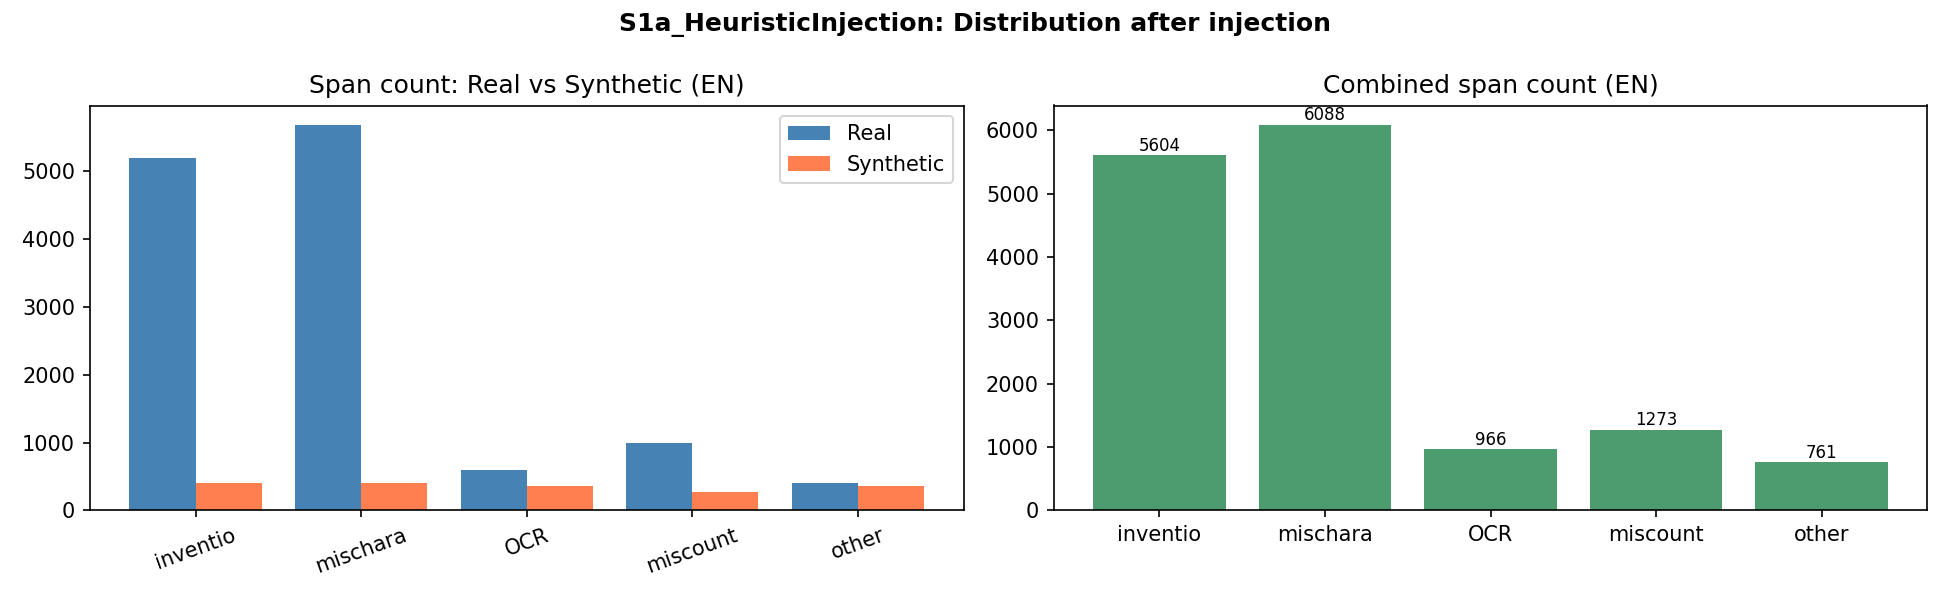 S1a_HeuristicInjection: Distribution after injection
Span count: Real vs Synthetic (EN)
Real
Synthetic
5000
4000
3000
2000
1000
0
inventio
mischara
OCR
miscount
other
Combined span count (EN)
6000
5000
4000
3000
2000
1000
0
5604
6088
966
1273
761
inventio
mischara
OCR
miscount
other